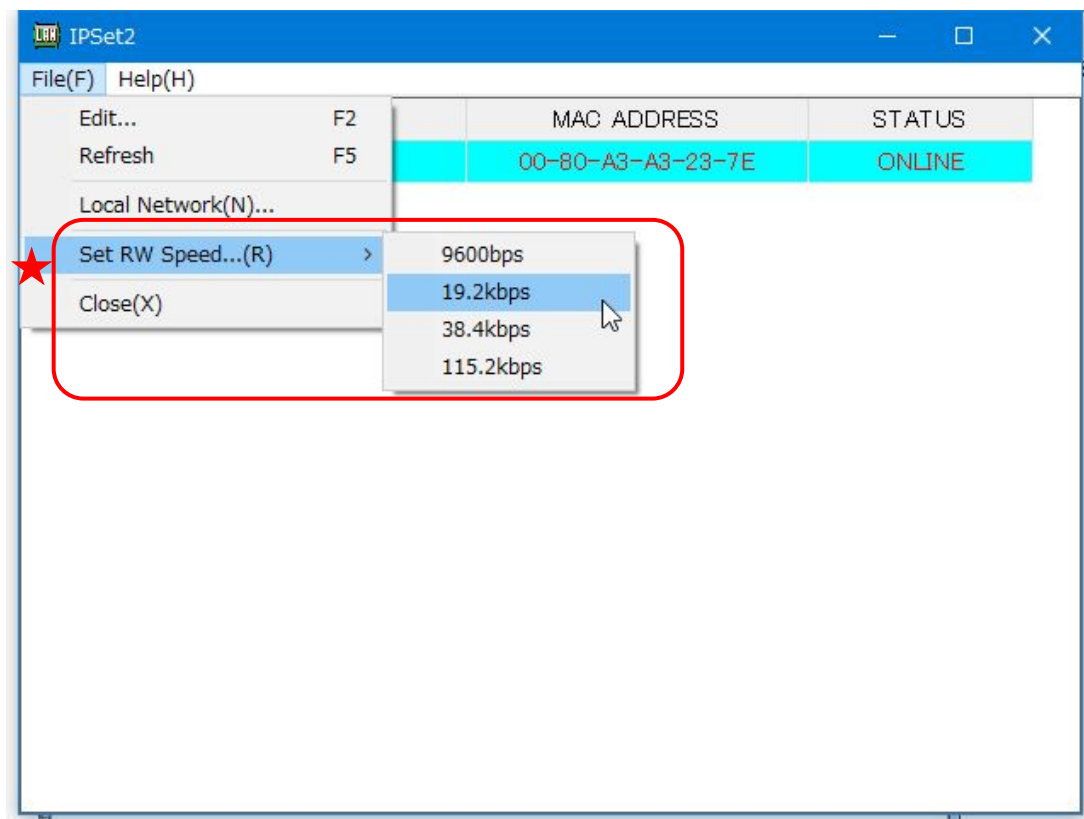 IPSet2
File(F) Help(H)
Edit... F2
Refresh F5
Local Network(N)...
Set RW Speed...(R) >
Close(X)
MAC ADDRESS STATUS
00-80-A3-A3-23-7E ONLINE
9600bps
19.2kbps
38.4kbps
115.2kbps